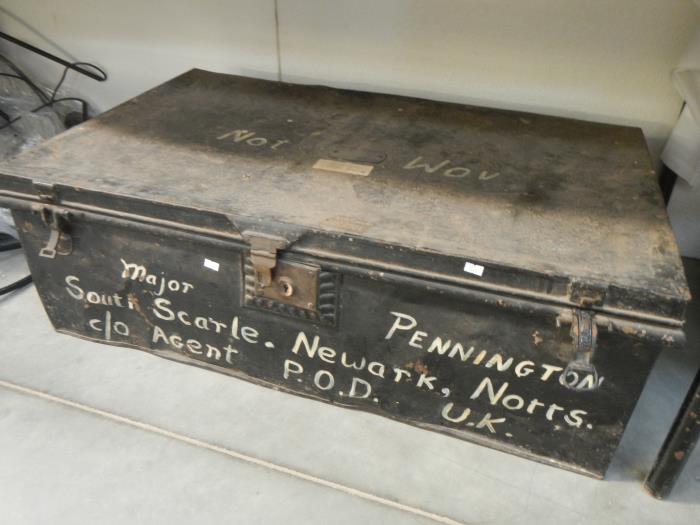 Not Wov
Major PENNINGTON
South Scarle. Newark, Notts.
c/o Agent P.O.D. U.K.